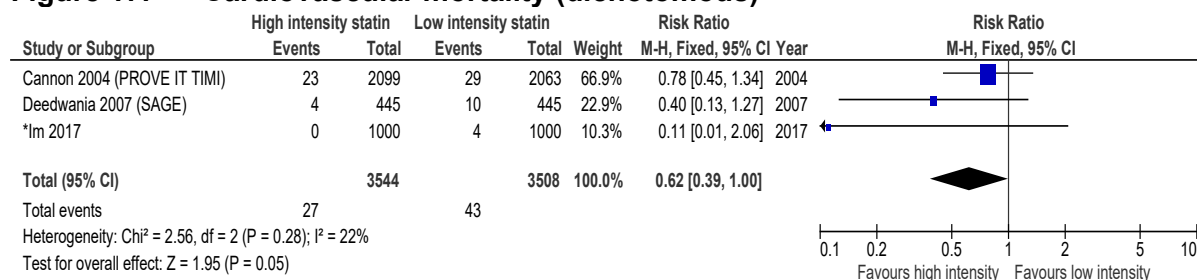 High intensity statin Low intensity statin Risk Ratio Risk Ratio
Study or Subgroup Events Total Events Total Weight M-H, Fixed, 95% CI Year M-H, Fixed, 95% CI
Cannon 2004 (PROVE IT TIMI) 23 2099 29 2063 66.9% 0.78 [0.45, 1.34] 2004
Deedwania 2007 (SAGE) 4 445 10 445 22.9% 0.40 [0.13, 1.27] 2007
*Im 2017 0 1000 4 1000 10.3% 0.11 [0.01, 2.06] 2017
Total (95% CI) 3544 3508 100.0% 0.62 [0.39, 1.00]
Total events 27 43
Heterogeneity: Chi² = 2.56, df = 2 (P = 0.28); I² = 22%
Test for overall effect: Z = 1.95 (P = 0.05)
0.1 0.2 0.5 1 2 5 10
Favours high intensity Favours low intensity